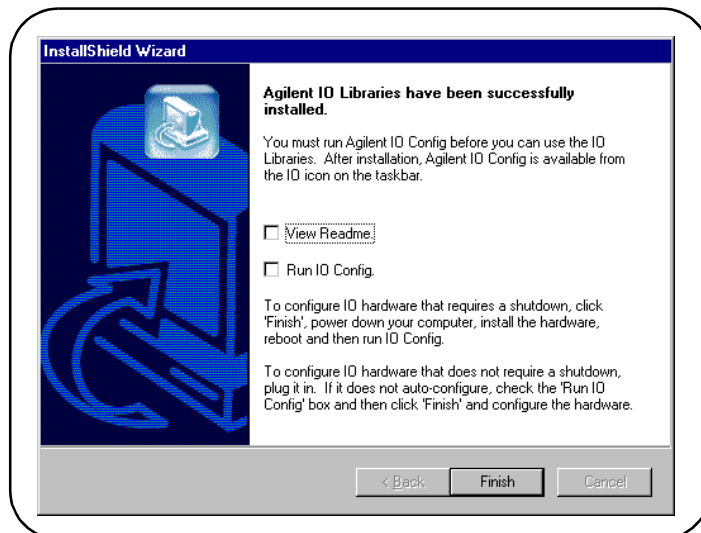 InstallShield Wizard
Agilent IO Libraries have been successfully
installed.
You must run Agilent IO Config before you can use the IO
Libraries. After installation, Agilent IO Config is available from
the IO icon on the taskbar.
View Readme.
Run IO Config.
To configure IO hardware that requires a shutdown, click
'Finish', power down your computer, install the hardware,
reboot and then run IO Config.
To configure IO hardware that does not require a shutdown,
plug it in. If it does not auto-configure, check the 'Run IO
Config' box and then click 'Finish' and configure the hardware.
< Back
Finish
Cancel